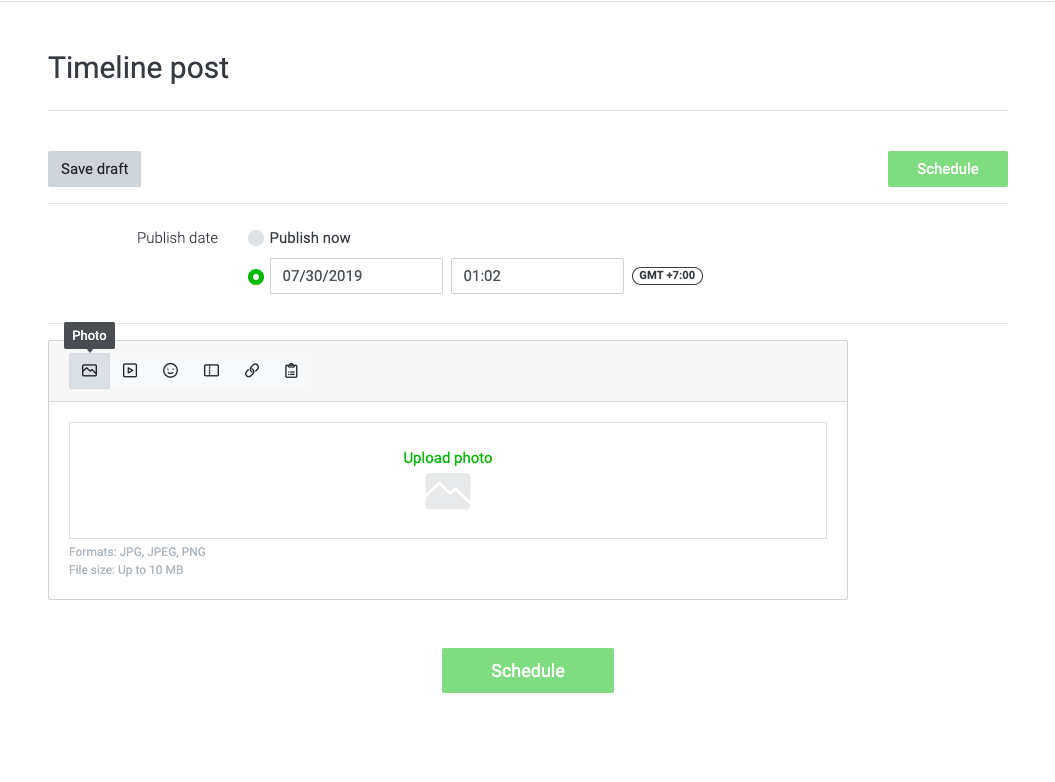 Timeline post
Save draft
Schedule
Publish date
Publish now
07/30/2019
01:02
GMT +7:00
Photo
Upload photo
Formats: JPG, JPEG, PNG
File size: Up to 10 MB
Schedule